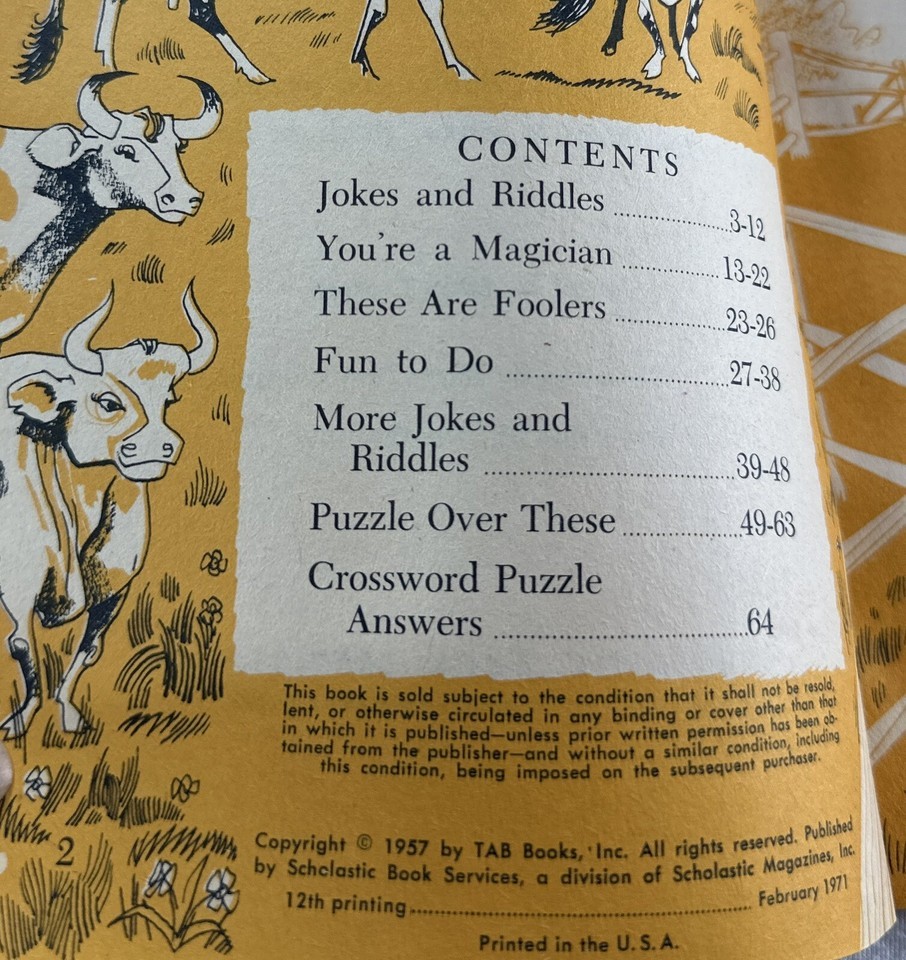 CONTENTS
Jokes and Riddles ........................ 3-12
You're a Magician .................... 13-22
These Are Foolers ...................... 23-26
Fun to Do ............................................ 27-38
More Jokes and
Riddles .................................................. 39-48
Puzzle Over These ........................ 49-63
Crossword Puzzle
Answers .................................................. 64
This book is sold subject to the condition that it shall not be resold,
lent, or otherwise circulated in any binding or cover other than that
in which it is published—unless prior written permission has been ob-
tained from the publisher—and without a similar condition, including
this condition, being imposed on the subsequent purchaser.
2
Copyright © 1957 by TAB Books, Inc. All rights reserved. Published
by Scholastic Book Services, a division of Scholastic Magazines, Inc.
12th printing........................................................................ February 1971
Printed in the U. S. A.